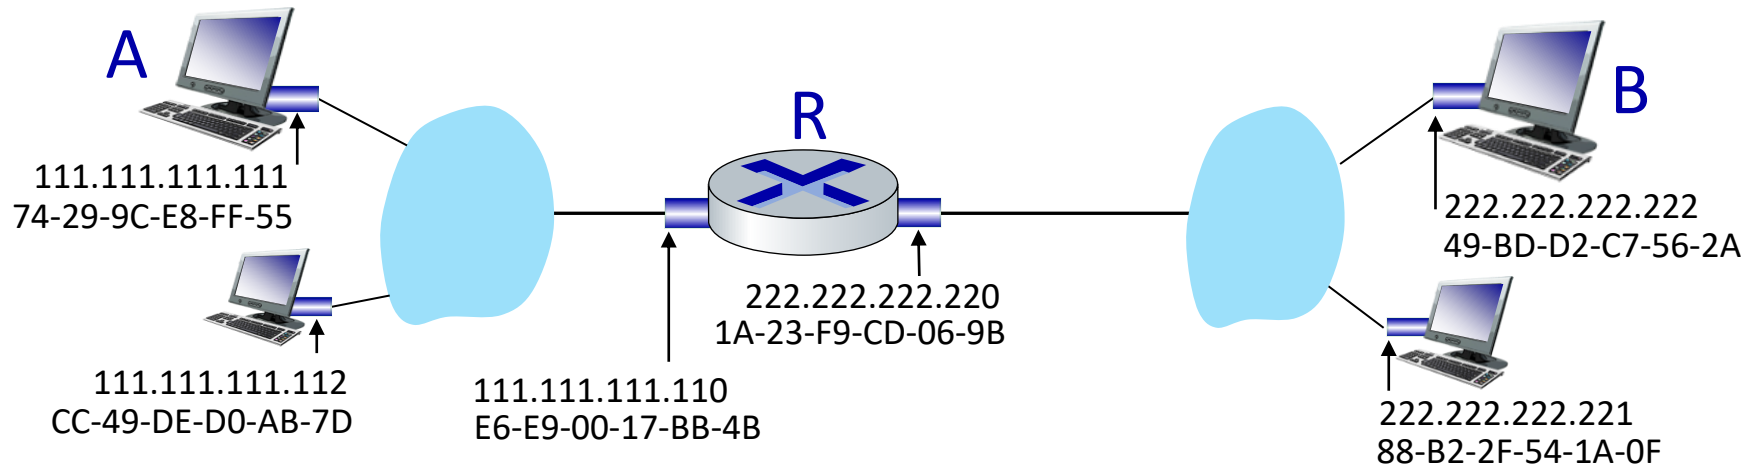 A
111.111.111.111
74-29-9C-E8-FF-55
111.111.111.112
CC-49-DE-D0-AB-7D
R
222.222.222.220
1A-23-F9-CD-06-9B
111.111.111.110
E6-E9-00-17-BB-4B
B
222.222.222.222
49-BD-D2-C7-56-2A
222.222.222.221
88-B2-2F-54-1A-0F